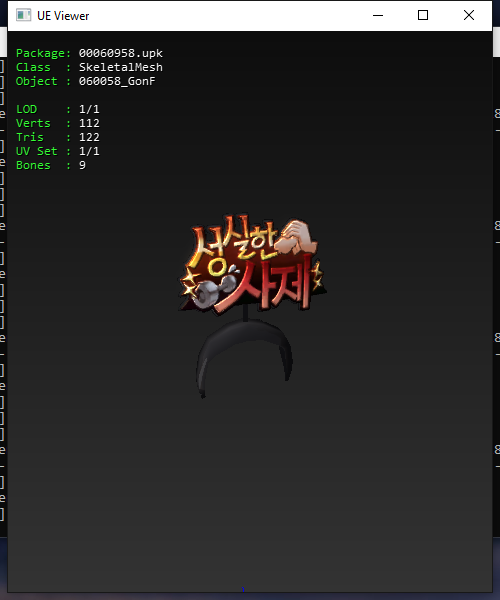 UE Viewer
Package: 00060958.upk
Class : SkeletalMesh
Object : 060058_GonF
LOD : 1/1
Verts : 112
Tris : 122
UV Set : 1/1
Bones : 9
성실한
사제